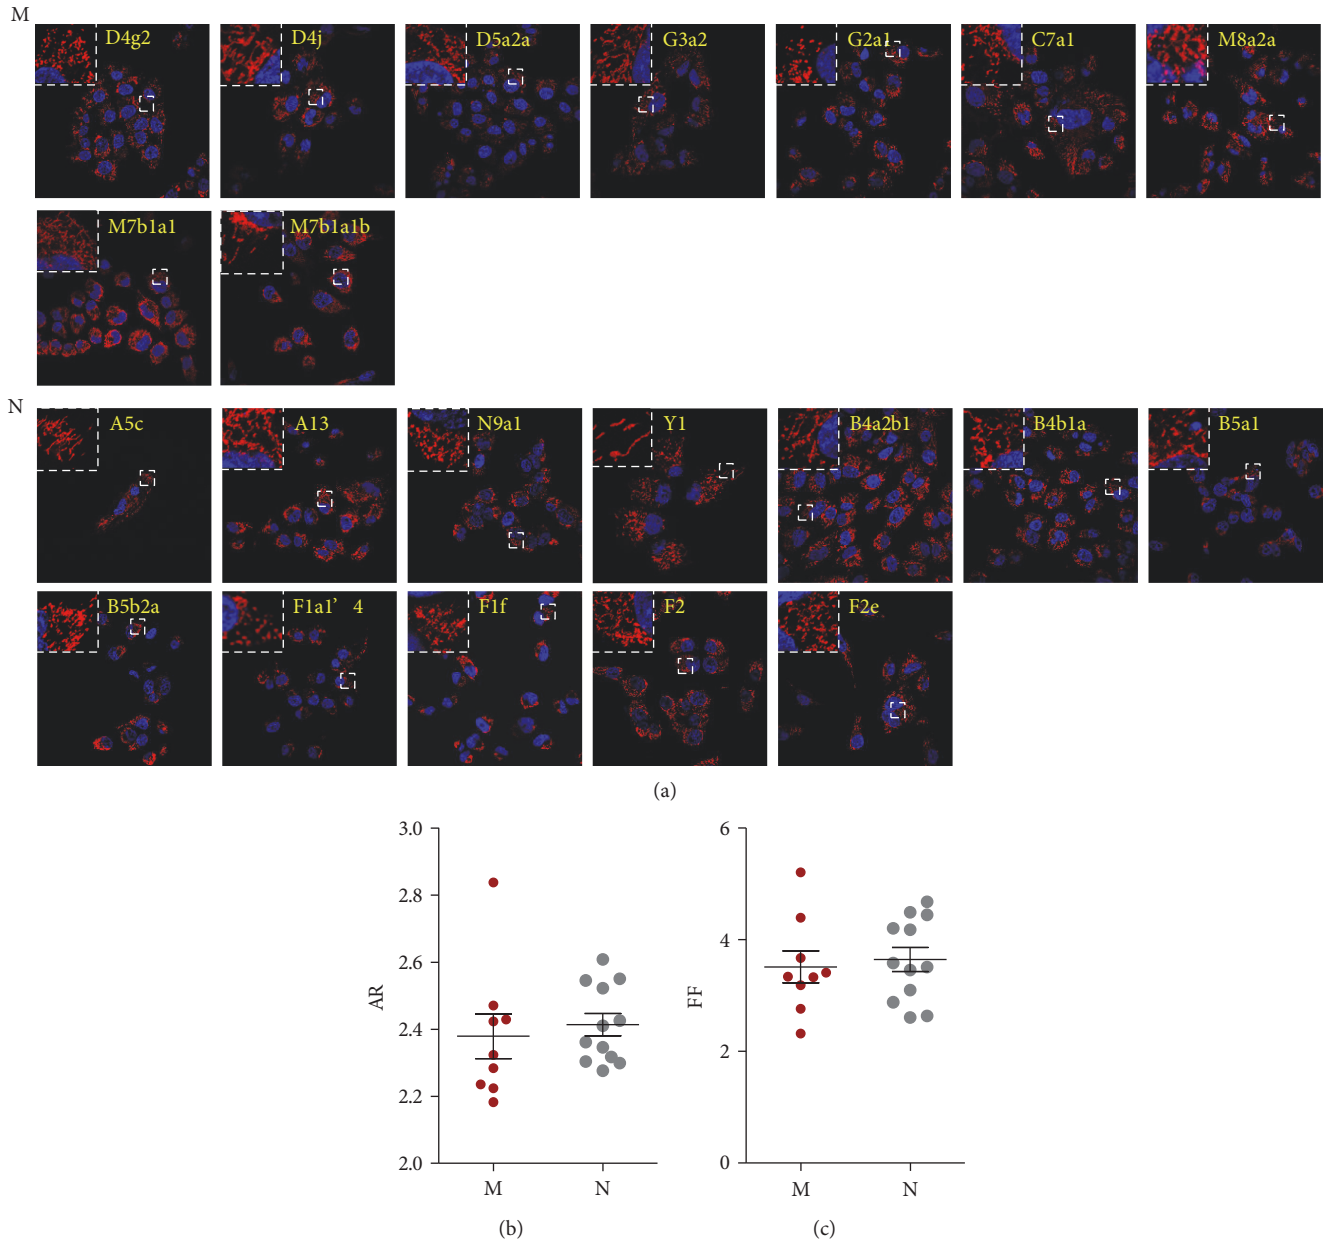 M
D4g2 D4j D5a2a G3a2 G2a1 C7a1 M8a2a
M7b1a1 M7b1a1b
N
A5c A13 N9a1 Y1 B4a2b1 B4b1a B5a1
B5b2a F1a1’ 4 F1f F2 F2e
(a)
3.0
2.8
2.6
2.4
2.2
2.0
AR
M N
(b)
6
4
2
0
FF
M N
(c)